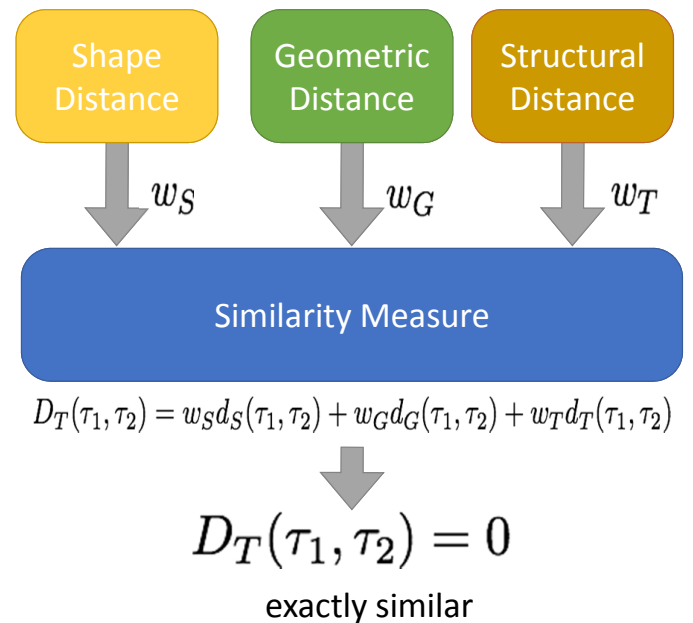 Shape
Distance
Geometric
Distance
Structural
Distance
w_S
w_G
w_T
Similarity Measure
D_T(τ_1, τ_2) = w_S d_S(τ_1, τ_2) + w_G d_G(τ_1, τ_2) + w_T d_T(τ_1, τ_2)
D_T(τ_1, τ_2) = 0
exactly similar